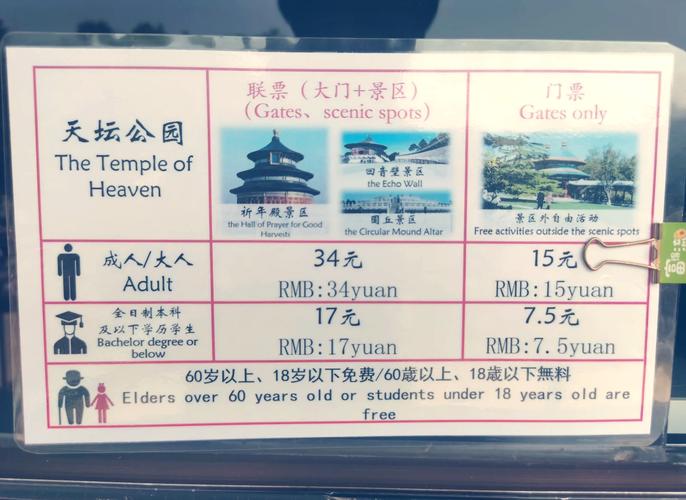 天坛公园
The Temple of
Heaven
联票（大门+景区）
(Gates、scenic spots)
祈年殿景区
the Hall of Prayer for Good
Harvests
回音壁景区
the Echo Wall
圜丘景区
the Circular Mound Altar
门票
Gates only
景区外自由活动
Free activities outside the scenic spots
成人/大人
Adult
34元
RMB:34yuan
15元
RMB:15yuan
全日制本科
及以下学历学生
Bachelor degree or
below
17元
RMB:17yuan
7.5元
RMB:7.5yuan
60岁以上、18岁以下免费/60歳以上、18歳以下無料
Elders over 60 years old or students under 18 years old are
free